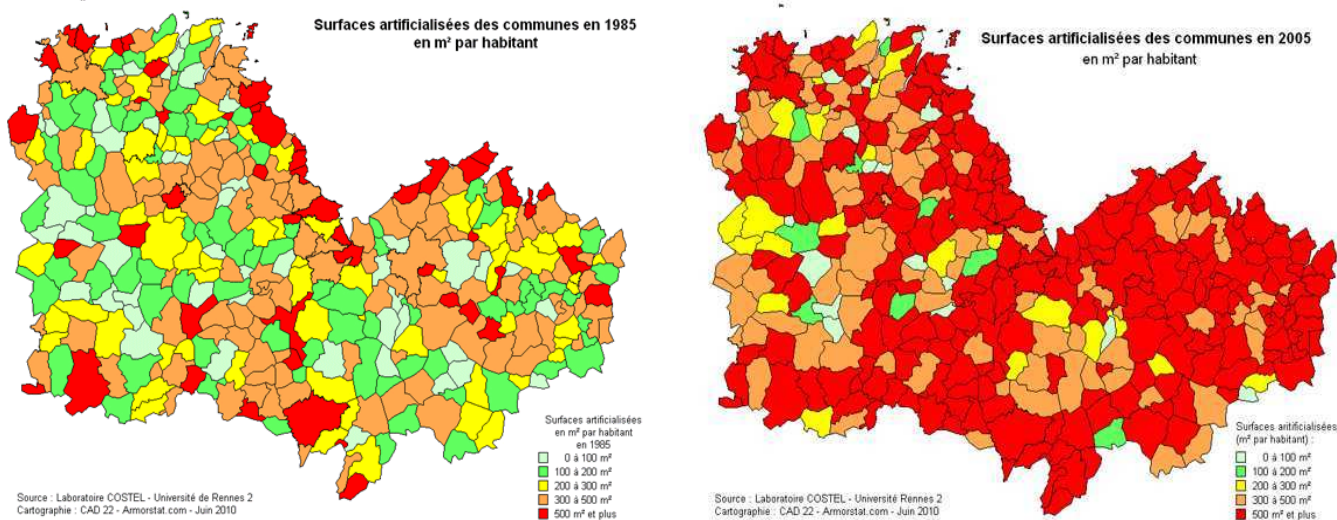 Surfaces artificialisées des communes en 1985
en m² par habitant
Surfaces artificialisées
en m² par habitant
en 1985
0 à 100 m²
100 à 200 m²
200 à 300 m²
300 à 500 m²
500 m² et plus
Source : Laboratoire COSTEL - Université de Rennes 2
Cartographie : CAD 22 - Armorstat.com - Juin 2010
Surfaces artificialisées des communes en 2005
en m² par habitant
Surfaces aritificialisées
(m² par habitant) :
0 à 100 m²
100 à 200 m²
200 à 300 m²
300 à 500 m²
500 m² et plus
Source : Laboratoire COSTEL - Université Rennes 2
Cartographie : CAD 22 - Armorstat.com - Juin 2010